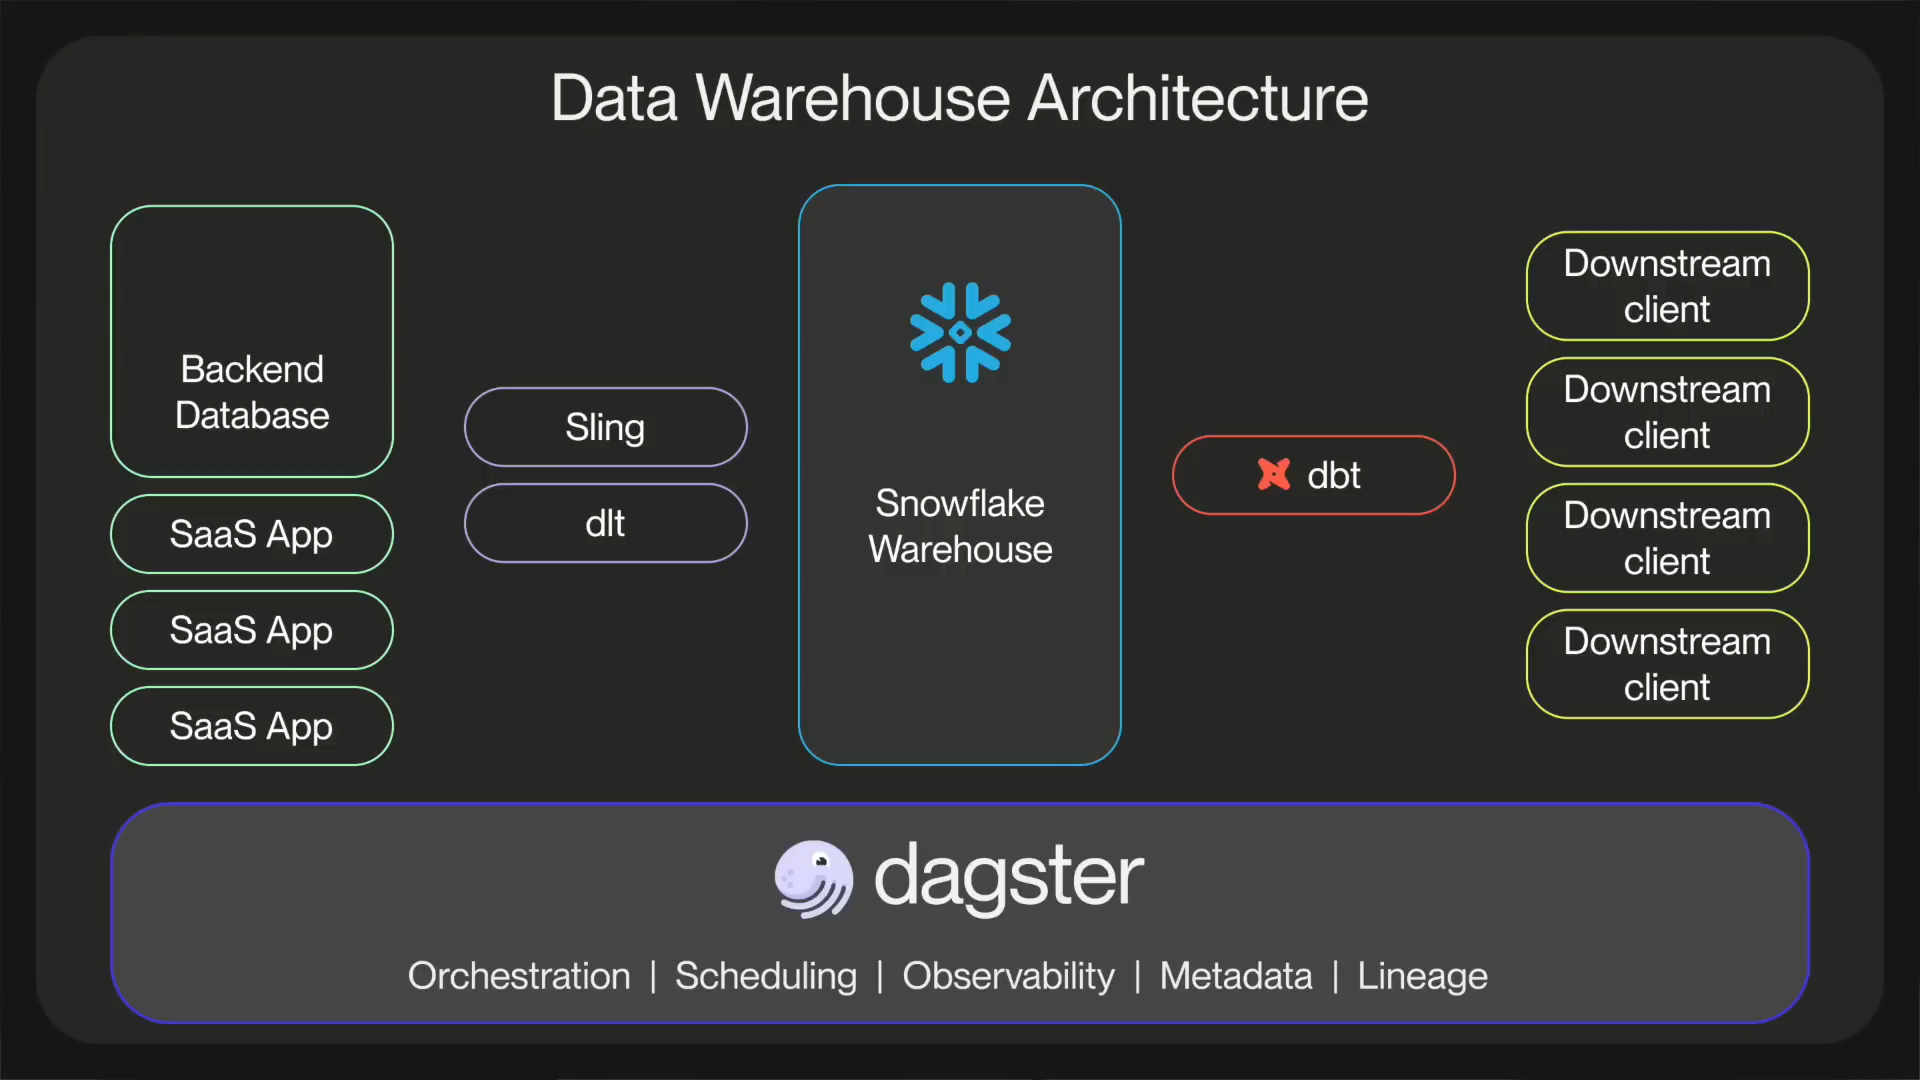 Data Warehouse Architecture
Backend
Database
SaaS App
SaaS App
SaaS App
Sling
dlt
Snowflake
Warehouse
dbt
Downstream
client
Downstream
client
Downstream
client
Downstream
client
dagster
Orchestration | Scheduling | Observability | Metadata | Lineage